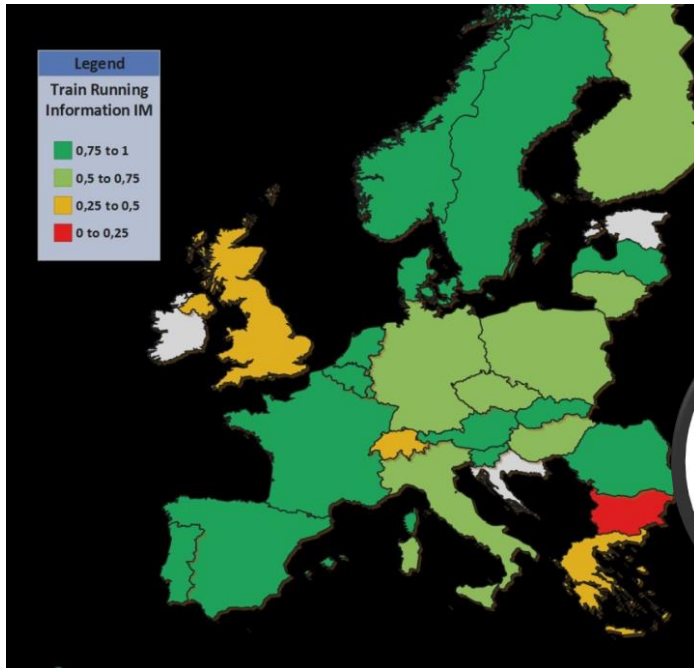 Legend
Train Running
Information IM
0,75 to 1
0,5 to 0,75
0,25 to 0,5
0 to 0,25